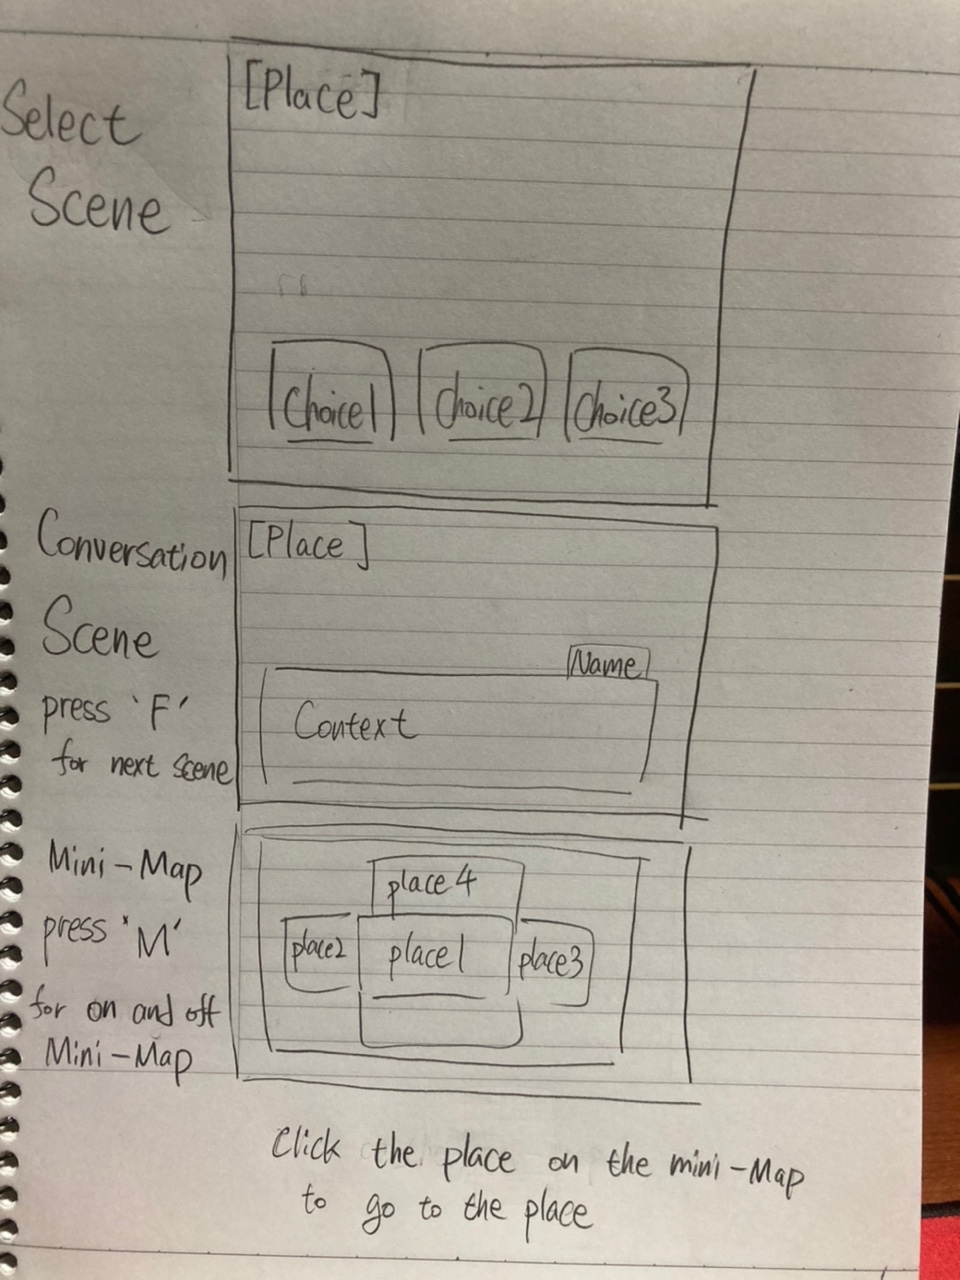 Select
Scene
[Place]
Choice1
Choice2
Choice3
Conversation
Scene
press 'F'
for next scene
[Place]
Name
Context
Mini-Map
press "M'
for on and off
Mini-Map
place4
place2
place1
place3
Click the place on the mini-Map
to go to the place